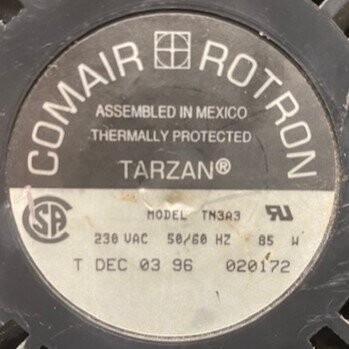 COMAIR ROTRON
ASSEMBLED IN MEXICO
THERMALLY PROTECTED
TARZAN®
MODEL TN3A3
230 VAC 50/60 HZ 85 W
T DEC 03 96 020172